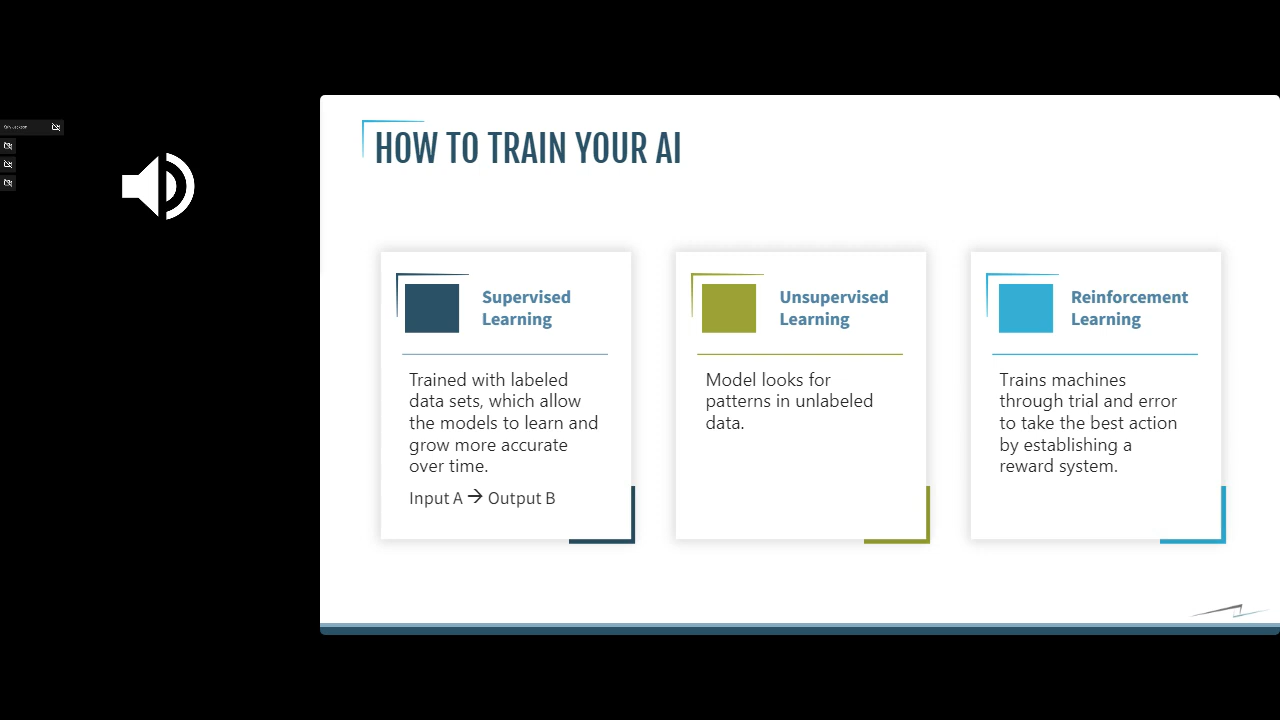 HOW TO TRAIN YOUR AI
Supervised
Learning
Trained with labeled
data sets, which allow
the models to learn and
grow more accurate
over time.
Input A → Output B
Unsupervised
Learning
Model looks for
patterns in unlabeled
data.
Reinforcement
Learning
Trains machines
through trial and error
to take the best action
by establishing a
reward system.